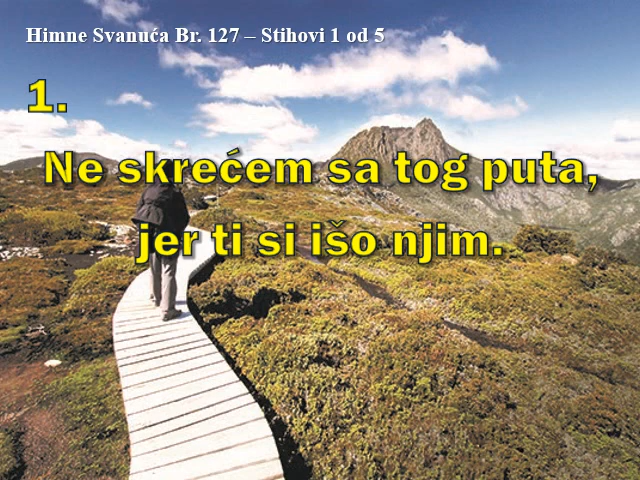 Himne Svanuća Br. 127 – Stihovi 1 od 5
1.
Ne skrećem sa tog puta,
jer ti si išo njim.